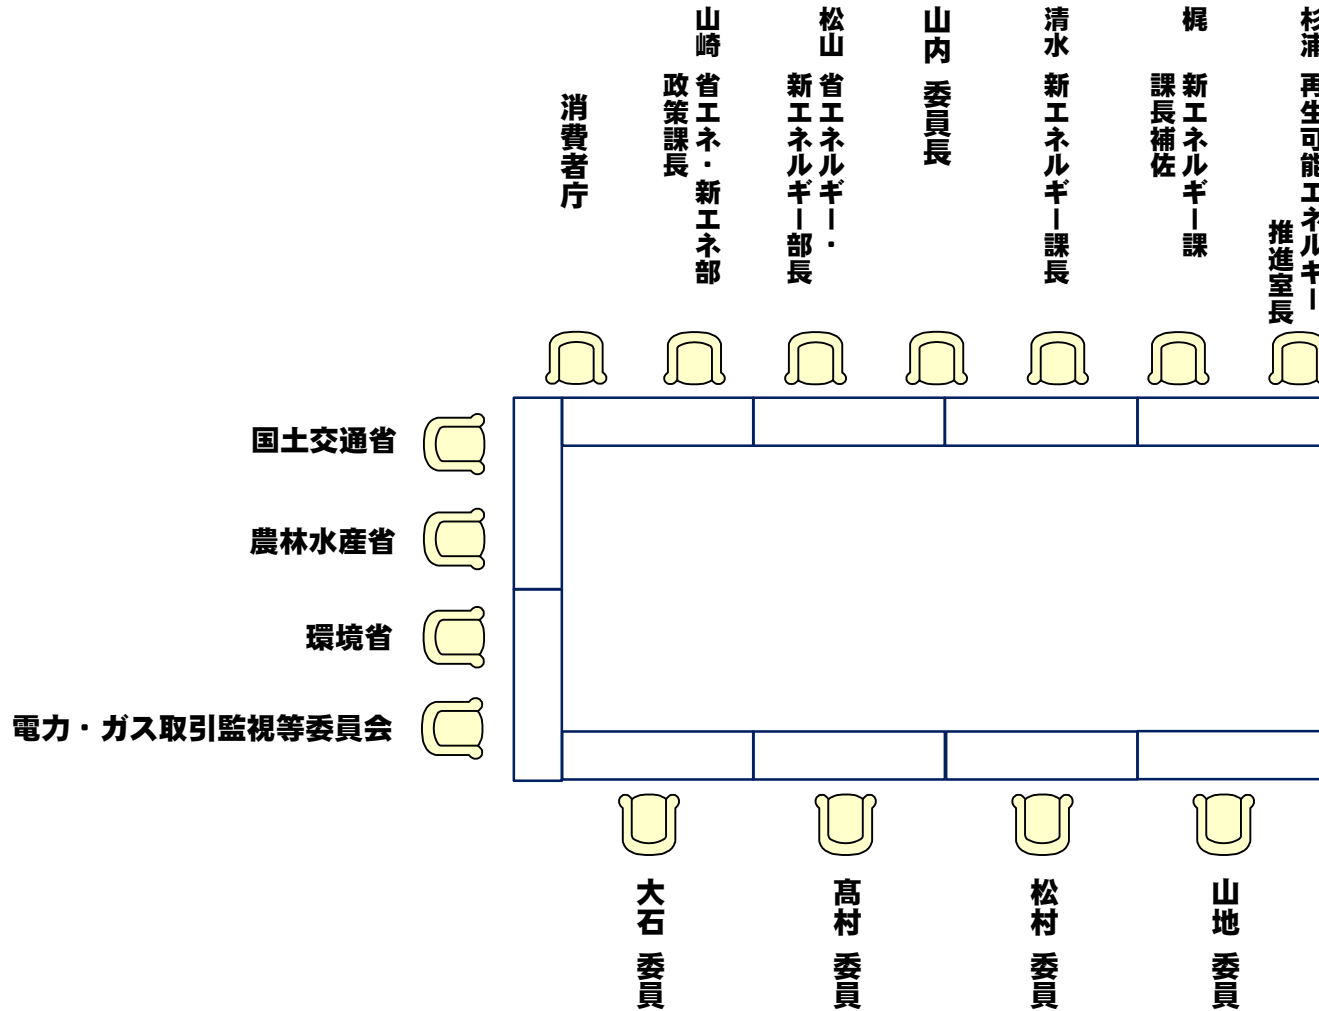 消費者庁
山崎 省エネ・新エネ部
政策課長
松山 省エネルギー・
新エネルギー部長
山内 委員長
清水 新エネルギー課長
梶 新エネルギー課
課長補佐
杉浦 再生可能エネルギー
推進室長
国土交通省
農林水産省
環境省
電力・ガス取引監視等委員会
大石 委員
髙村 委員
松村 委員
山地 委員